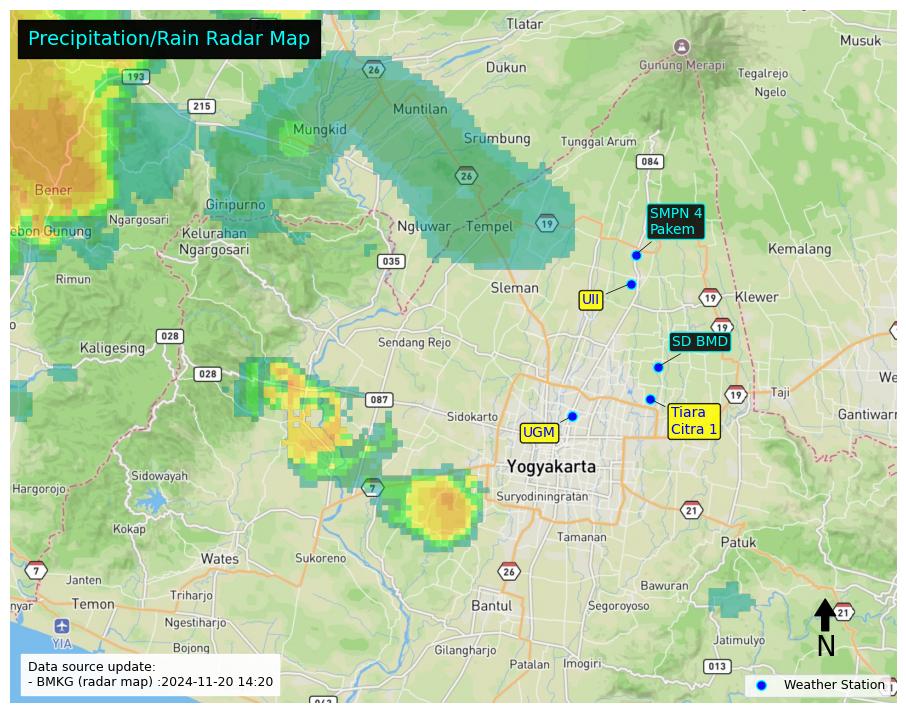 Precipitation/Rain Radar Map
Tlatar
Musuk
26
Dukun
Gunung Merapi
Tegalrejo
193
Ngelo
215
Muntilan
Mungkid
Srumbung
Tunggal Arum
084
26
Bener
Giripurno
SMPN 4
Pakem
Ngargosari
Ngluwar
Tempel
19
ebon Gunung
Kelurahan
Ngargosari
Kemalang
035
Rimun
Sleman
UII
19
Klewer
19
028
SD BMD
Kaligesing
Sendang Rejo
028
We
087
19
Taji
Sidokarto
Tiara
Citra 1
Gantiwarn
UGM
Yogyakarta
Sidowayah
Hargorojo
7
Suryodiningratan
21
Kokap
Tamanan
Patuk
Wates
Sukoreno
7
26
Janten
Bawuran
nyar
Temon
Triharjo
Bantul
Segoroyoso
21
Ngestiharjo
YIA
Jatimulyo
N
Bojong
Gilangharjo
Patalan
Imogiri
013
Data source update:
- BMKG (radar map) :2024-11-20 14:20
Weather Station